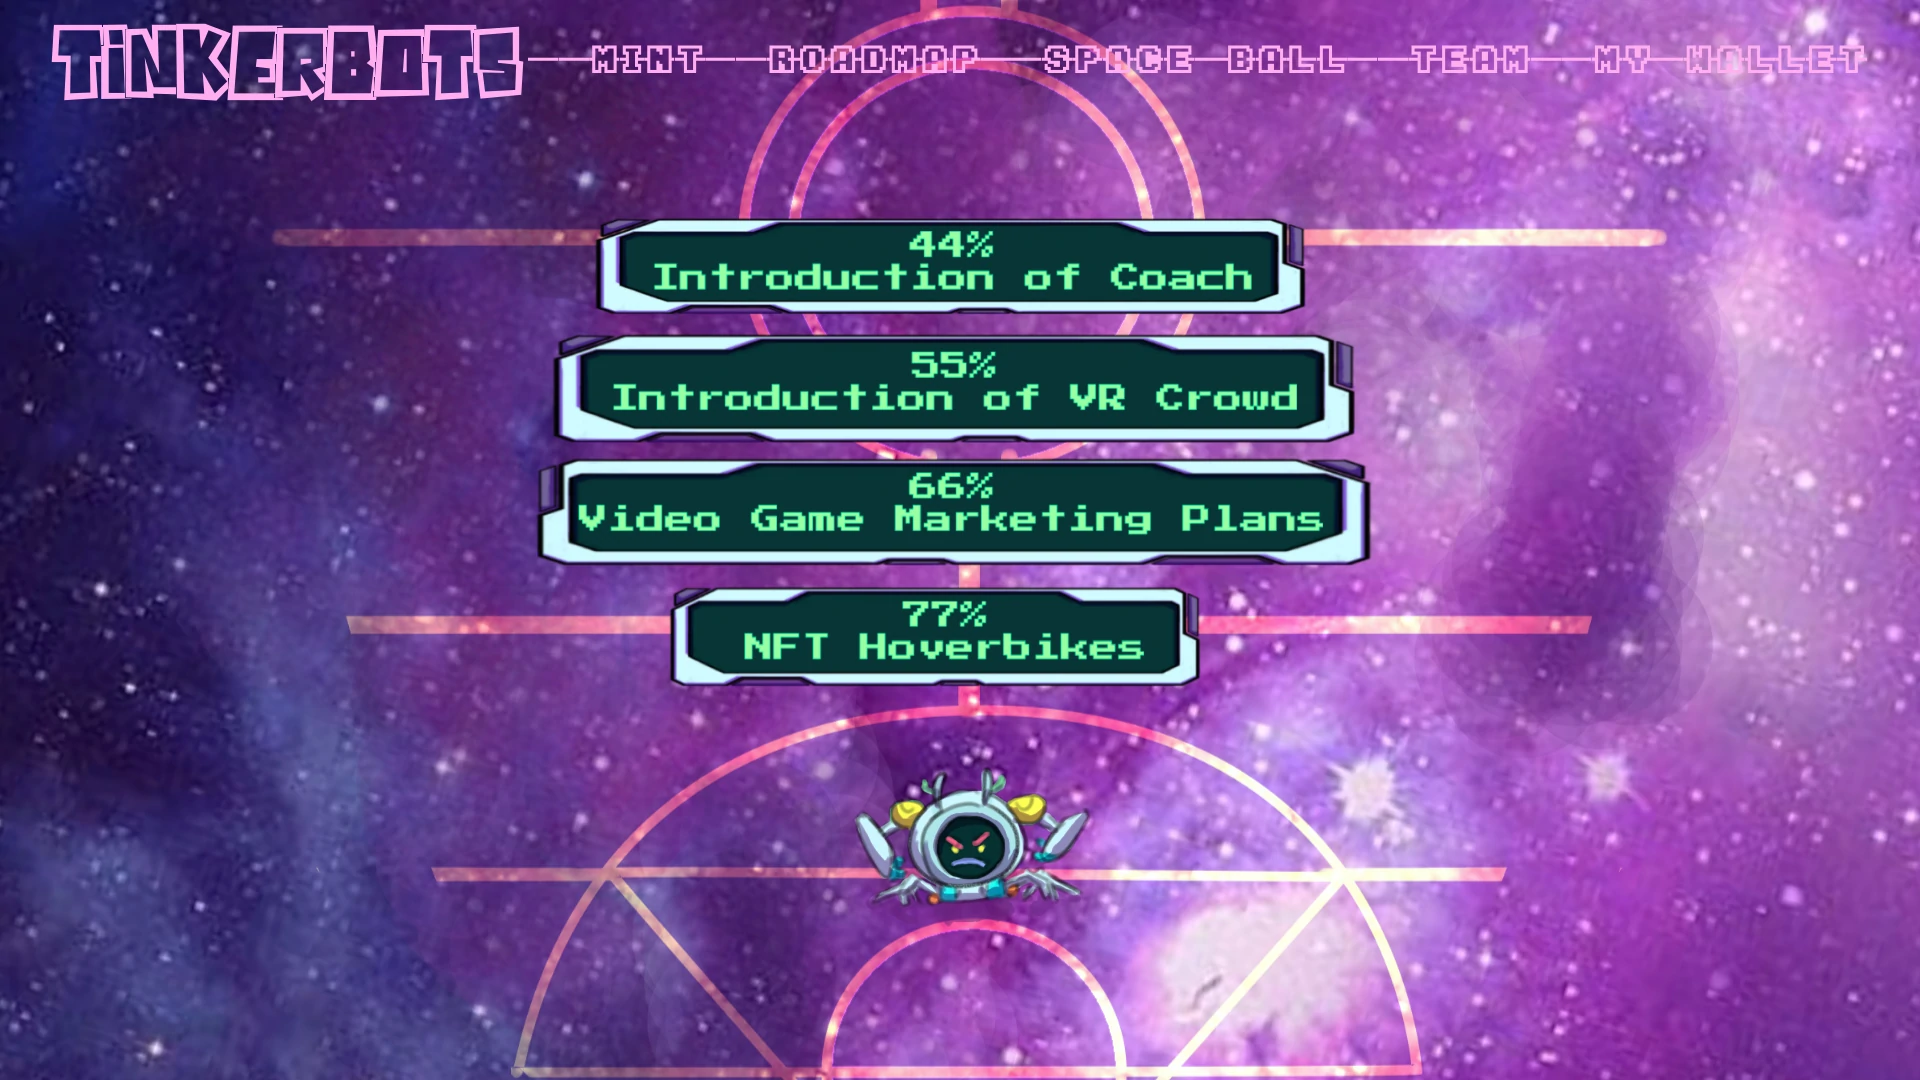 TiNKERBOTS
MINT ROADMAP SPACE BALL TEAM MY WALLET
44%
Introduction of Coach
55%
Introduction of VR Crowd
66%
Video Game Marketing Plans
77%
NFT Hoverbikes